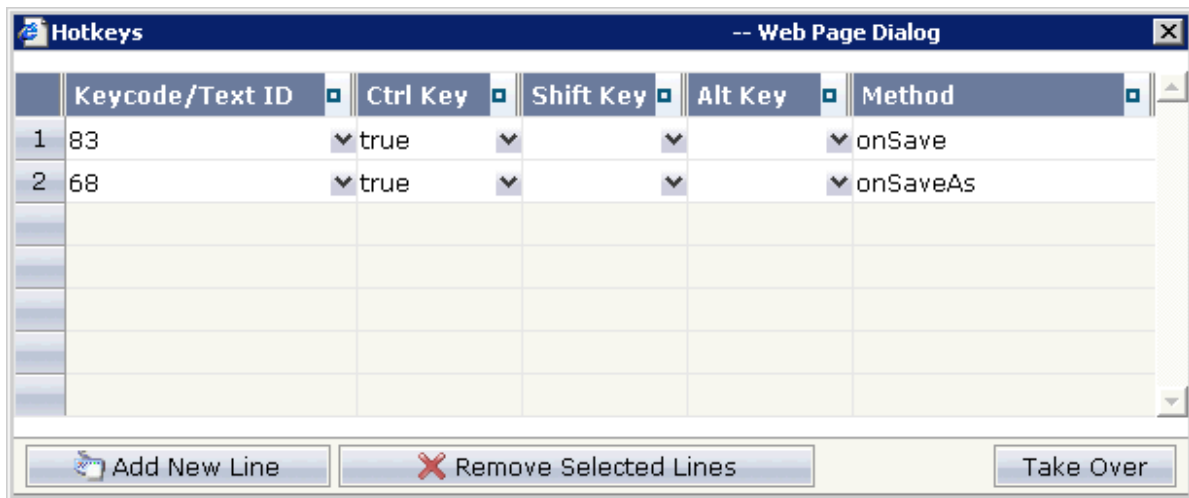 Hotkeys -- Web Page Dialog
Keycode/Text ID Ctrl Key Shift Key Alt Key Method
1 83 true onSave
2 68 true onSaveAs
Add New Line Remove Selected Lines Take Over